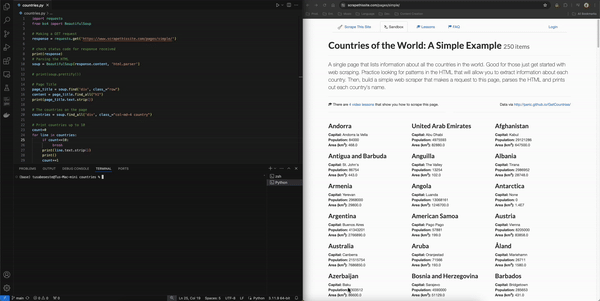 countries.py
countries.py > ...
import requests
from bs4 import BeautifulSoup
# Making a GET request
response = requests.get('https://www.scrapethissite.com/pages/simple/')
# check status code for response received
print(response)
# Parsing the HTML
soup = BeautifulSoup(response.content, 'html.parser')
# print(soup.prettify())
# Page title
page_title = soup.find('div', class_="row")
content = page_title.find_all("h1")
print(page_title.text.strip())
# The countries on the page
countries = soup.find_all('div', class_="col-md-4 country")
# Print countries up to 10
count=0
for line in countries:
if count==10:
break
print(line.text.strip())
print()
count+=1
PROBLEMS OUTPUT DEBUG CONSOLE TERMINAL PORTS
zsh
Python
main
Ln 25, Col 19 Spaces: 5 UTF-8 LF Python
scrapethissite.com/pages/simple/
All Bookmarks
Scrape This Site Sandbox Lessons FAQ Login
Countries of the World: A Simple Example 250 items
A single page that lists information about all the countries in the world. Good for those just get started with
web scraping. Practice looking for patterns in the HTML that will allow you to extract information about each
country. Then, build a simple web scraper that makes a request to this page, parses the HTML and prints
out each country's name.
There are 4 video lessons that show you how to scrape this page.
Data via http://peric.github.io/GetCountries/
Andorra United Arab Emirates Afghanistan
Capital: Andorra la Vella Capital: Abu Dhabi Capital: Kabul
Population: 84000 Population: 4975593 Population: 29121286
Area (km²): 468.0 Area (km²): 82880.0 Area (km²): 647500.0
Antigua and Barbuda Anguilla Albania
Capital: St. John's Capital: The Valley Capital: Tirana
Population: 86754 Population: 13254 Population: 2986952
Area (km²): 443.0 Area (km²): 102.0 Area (km²): 28748.0
Armenia Angola Antarctica
Capital: Yerevan Capital: Luanda Capital: None
Population: 2968000 Population: 13068161 Population: 0
Area (km²): 29800.0 Area (km²): 1246700.0 Area (km²): 1.4E7
Argentina American Samoa Austria
Capital: Buenos Aires Capital: Pago Pago Capital: Vienna
Population: 41343201 Population: 57881 Population: 8205000
Area (km²): 2766890.0 Area (km²): 199.0 Area (km²): 83858.0
Australia Aruba Åland
Capital: Canberra Capital: Oranjestad Capital: Mariehamn
Population: 21515754 Population: 71566 Population: 26711
Area (km²): 7686850.0 Area (km²): 193.0 Area (km²): 1580.0
Azerbaijan Bosnia and Herzegovina Barbados
Capital: Baku Capital: Sarajevo Capital: Bridgetown
Population: 8303512 Population: 4590000 Population: 285653
Area (km²): 86600.0 Area (km²): 51129.0 Area (km²): 431.0